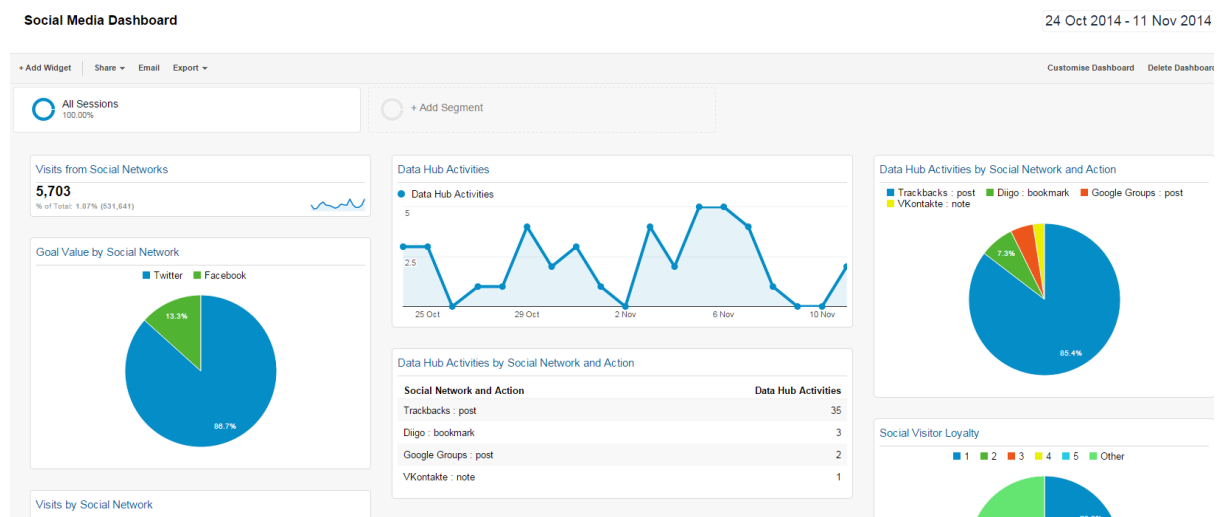 Social Media Dashboard
24 Oct 2014 - 11 Nov 2014
+ Add Widget Share Email Export
Customise Dashboard Delete Dashboard
All Sessions
100.00%
+ Add Segment
Visits from Social Networks
5,703
% of Total: 1.07% (531,641)
Goal Value by Social Network
Twitter Facebook
13.3%
86.7%
Visits by Social Network
Data Hub Activities
Data Hub Activities
5
2.5
25 Oct 29 Oct 2 Nov 6 Nov 10 Nov
Data Hub Activities by Social Network and Action
Social Network and Action Data Hub Activities
Trackbacks : post 35
Diigo : bookmark 3
Google Groups : post 2
VKontakte : note 1
Data Hub Activities by Social Network and Action
Trackbacks : post Diigo : bookmark Google Groups : post
VKontakte : note
7.3%
85.4%
Social Visitor Loyalty
1 2 3 4 5 Other